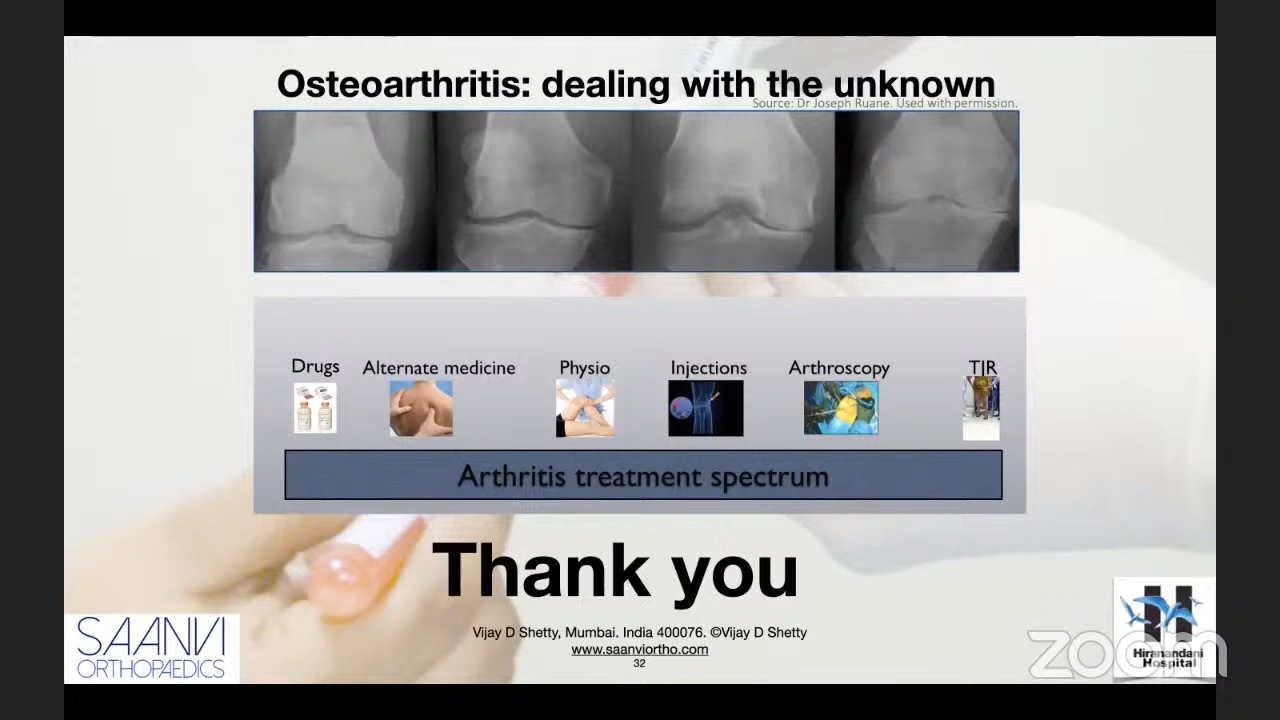 Osteoarthritis: dealing with the unknown
Source: Dr Joseph Ruane. Used with permission.
Drugs
Alternate medicine
Physio
Injections
Arthroscopy
TJR
Arthritis treatment spectrum
Thank you
Vijay D Shetty, Mumbai. India 400076. ©Vijay D Shetty
www.saanviortho.com
32
SAANVI
ORTHOPAEDICS
H
Hiranandani
Hospital
zoom